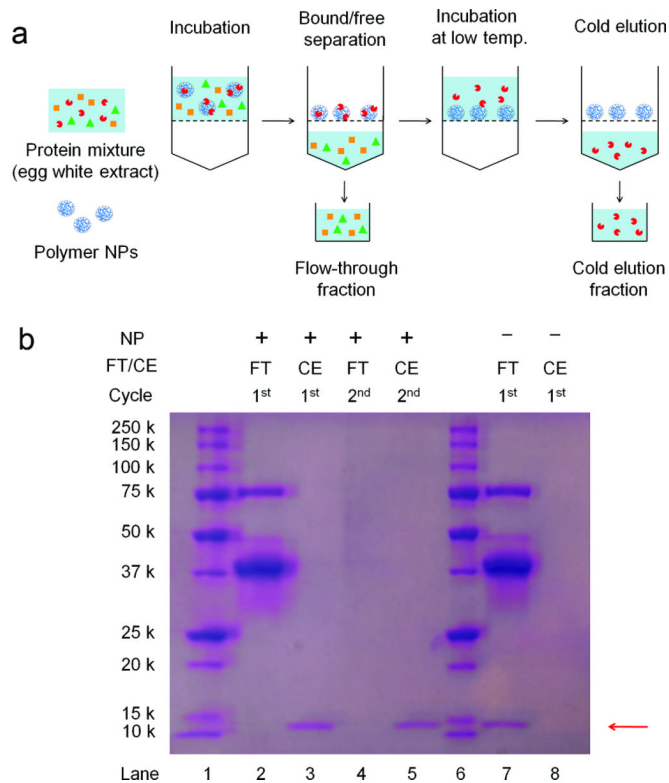 a
Incubation
Bound/free
separation
Incubation
at low temp.
Cold elution
Protein mixture
(egg white extract)
Polymer NPs
Flow-through
fraction
Cold elution
fraction
b
NP + + + + − −
FT/CE FT CE FT CE FT CE
Cycle 1st 1st 2nd 2nd 1st 1st
250 k
150 k
100 k
75 k
50 k
37 k
25 k
20 k
15 k
10 k
Lane 1 2 3 4 5 6 7 8